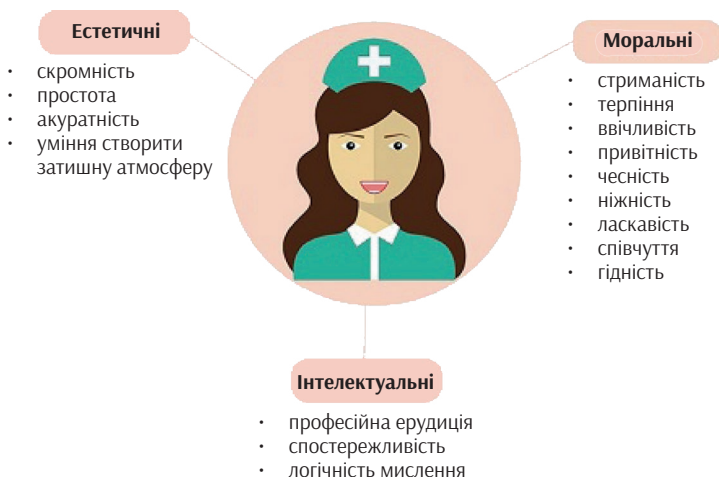 Естетичні
· скромність
· простота
· акуратність
· уміння створити
затишну атмосферу
Моральні
· стриманість
· терпіння
· ввічливість
· привітність
· чесність
· ніжність
· ласкавість
· співчуття
· гідність
Інтелектуальні
· професійна ерудиція
· спостережливість
· логічність мислення